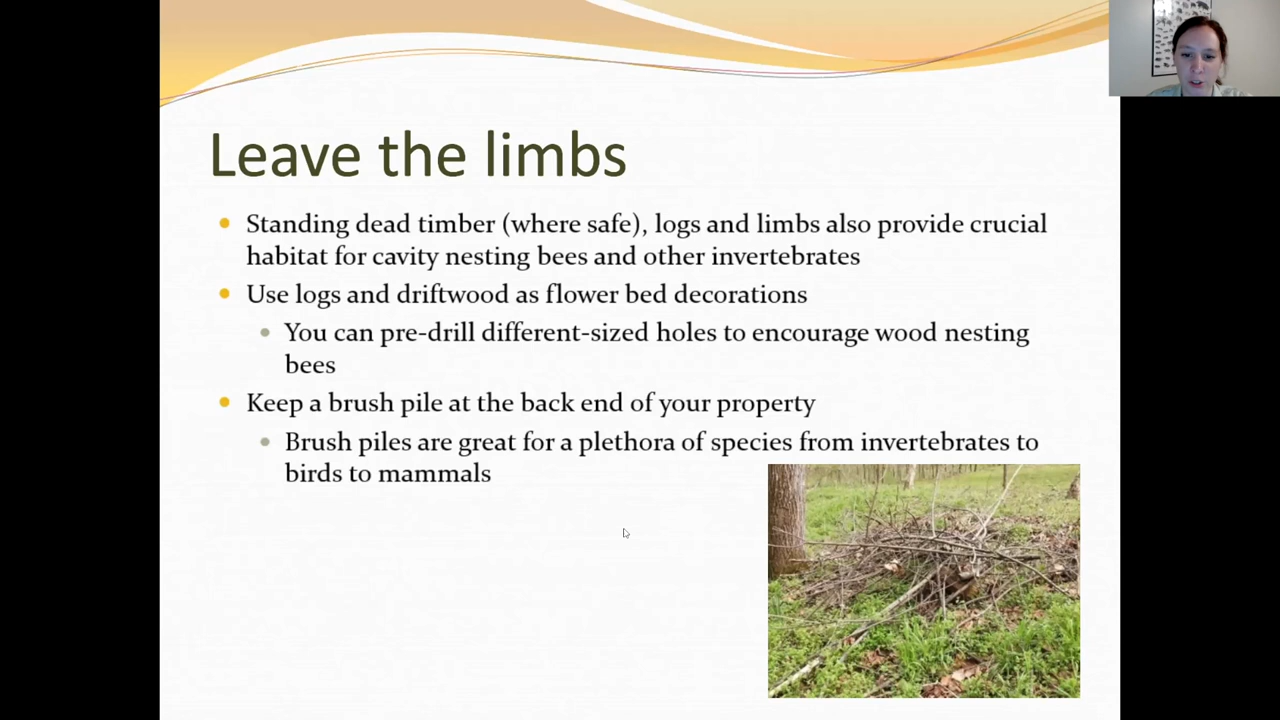 Leave the limbs
Standing dead timber (where safe), logs and limbs also provide crucial
habitat for cavity nesting bees and other invertebrates
Use logs and driftwood as flower bed decorations
You can pre-drill different-sized holes to encourage wood nesting
bees
Keep a brush pile at the back end of your property
Brush piles are great for a plethora of species from invertebrates to
birds to mammals